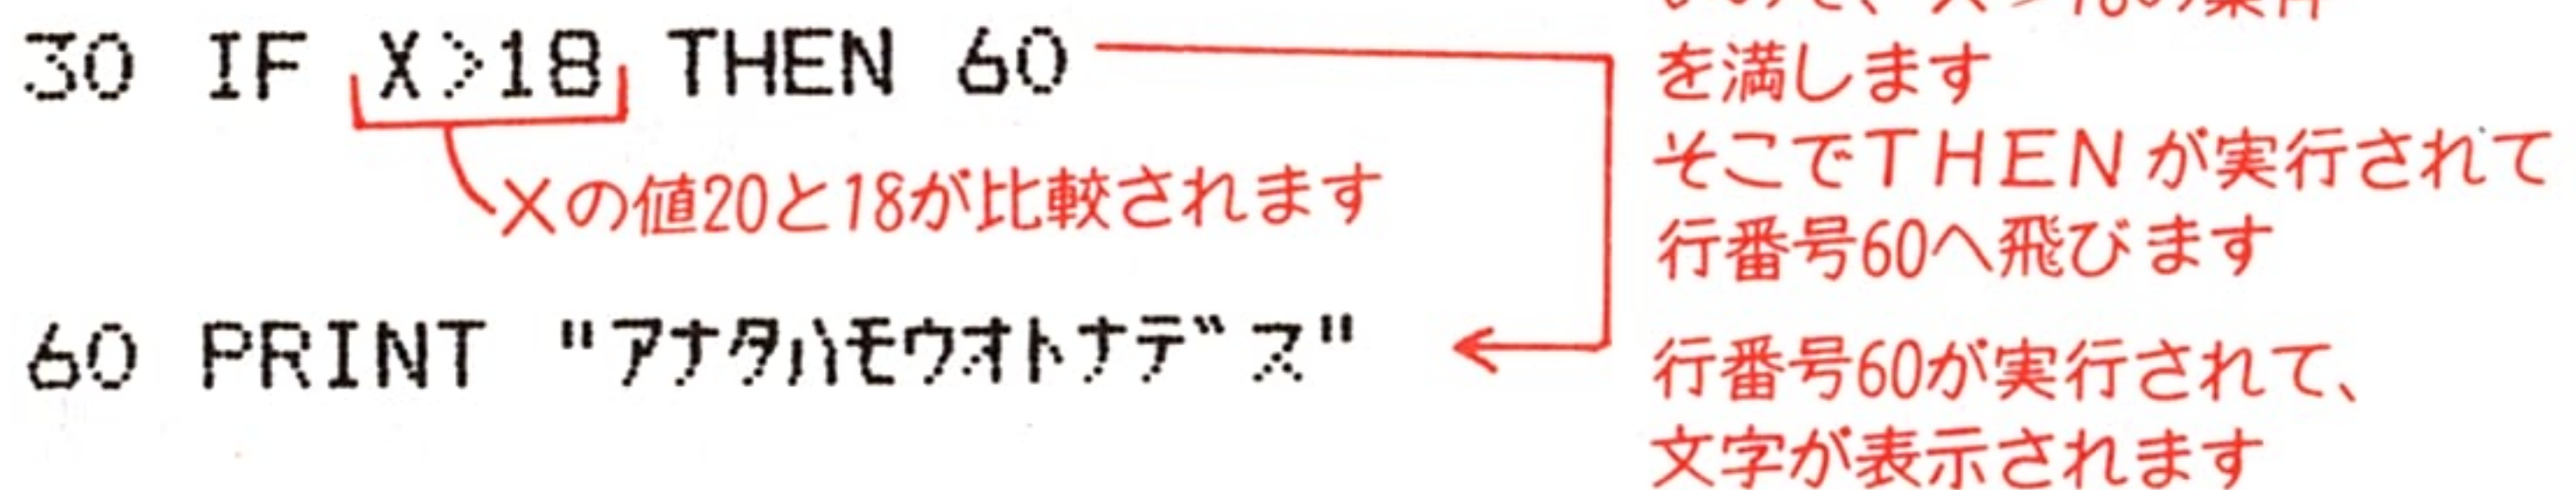 30 IF X>18 THEN 60
Xの値20と18が比較されます
を満します
そこでTHENが実行されて
行番号60へ飛びます
60 PRINT "アナタハモウオトナデス"
行番号60が実行されて、
文字が表示されます